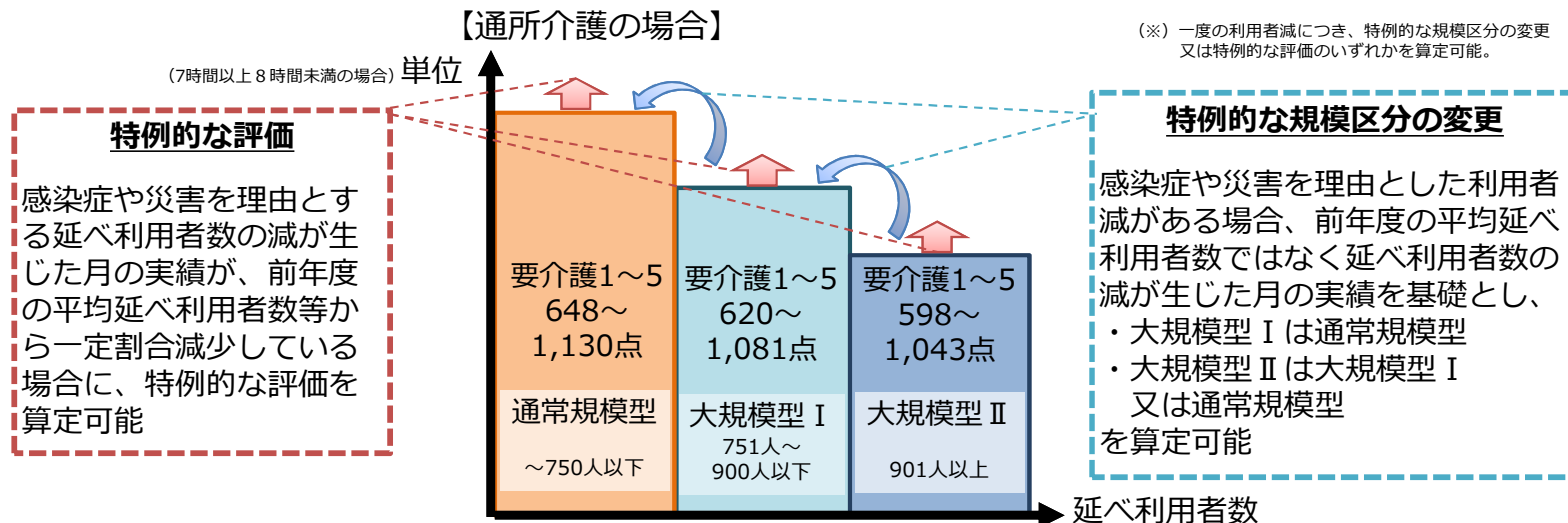 【通所介護の場合】
(※）一度の利用者減につき、特例的な規模区分の変更
又は特例的な評価のいずれかを算定可能。
（7時間以上８時間未満の場合）単位
特例的な評価
感染症や災害を理由とす
る延べ利用者数の減が生
じた月の実績が、前年度
の平均延べ利用者数等か
ら一定割合減少している
場合に、特例的な評価を
算定可能
要介護1～5
648～
1,130点
通常規模型
～750人以下
要介護1～5
620～
1,081点
大規模型Ⅰ
751人～
900人以下
要介護1～5
598～
1,043点
大規模型Ⅱ
901人以上
特例的な規模区分の変更
感染症や災害を理由とした利用者
減がある場合、前年度の平均延べ
利用者数ではなく延べ利用者数の
減が生じた月の実績を基礎とし、
・大規模型Ⅰは通常規模型
・大規模型Ⅱは大規模型Ⅰ
又は通常規模型
を算定可能
延べ利用者数